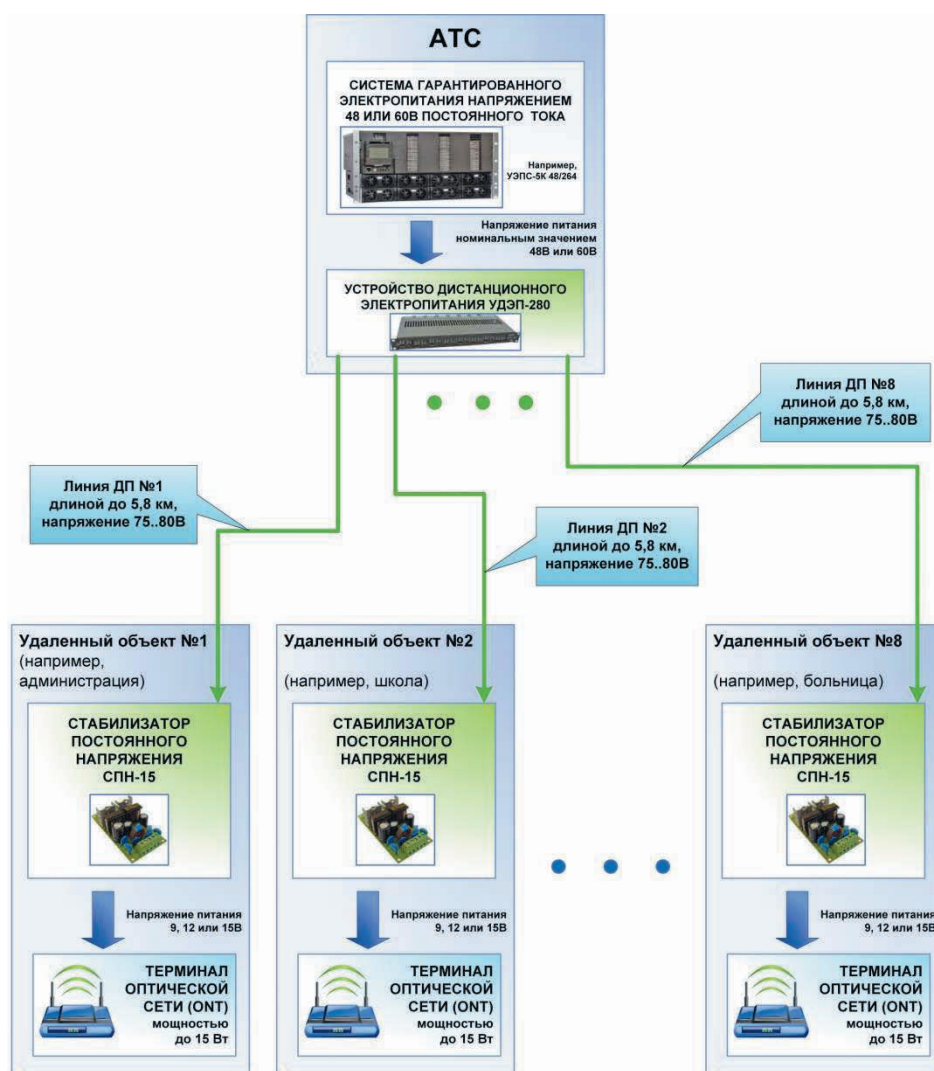 АТС
СИСТЕМА ГАРАНТИРОВАННОГО
ЭЛЕКТРОПИТАНИЯ НАПРЯЖЕНИЕМ
48 ИЛИ 60В ПОСТОЯННОГО ТОКА
Например,
УЭПС-5К 48/264
Напряжение питания
номинальным значением
48В или 60В
УСТРОЙСТВО ДИСТАНЦИОННОГО
ЭЛЕКТРОПИТАНИЯ УДЭП-280
Линия ДП №8
длиной до 5,8 км,
напряжение 75..80В
Линия ДП №1
длиной до 5,8 км,
напряжение 75..80В
Линия ДП №2
длиной до 5,8 км,
напряжение 75..80В
Удаленный объект №1
(например,
администрация)
СТАБИЛИЗАТОР
ПОСТОЯННОГО
НАПРЯЖЕНИЯ
СПН-15
Напряжение питания
9, 12 или 15В
ТЕРМИНАЛ
ОПТИЧЕСКОЙ
СЕТИ (ONT)
мощностью
до 15 Вт
Удаленный объект №2
(например, школа)
СТАБИЛИЗАТОР
ПОСТОЯННОГО
НАПРЯЖЕНИЯ
СПН-15
Напряжение питания
9, 12 или 15В
ТЕРМИНАЛ
ОПТИЧЕСКОЙ
СЕТИ (ONT)
мощностью
до 15 Вт
Удаленный объект №8
(например, больница)
СТАБИЛИЗАТОР
ПОСТОЯННОГО
НАПРЯЖЕНИЯ
СПН-15
Напряжение питания
9, 12 или 15В
ТЕРМИНАЛ
ОПТИЧЕСКОЙ
СЕТИ (ONT)
мощностью
до 15 Вт